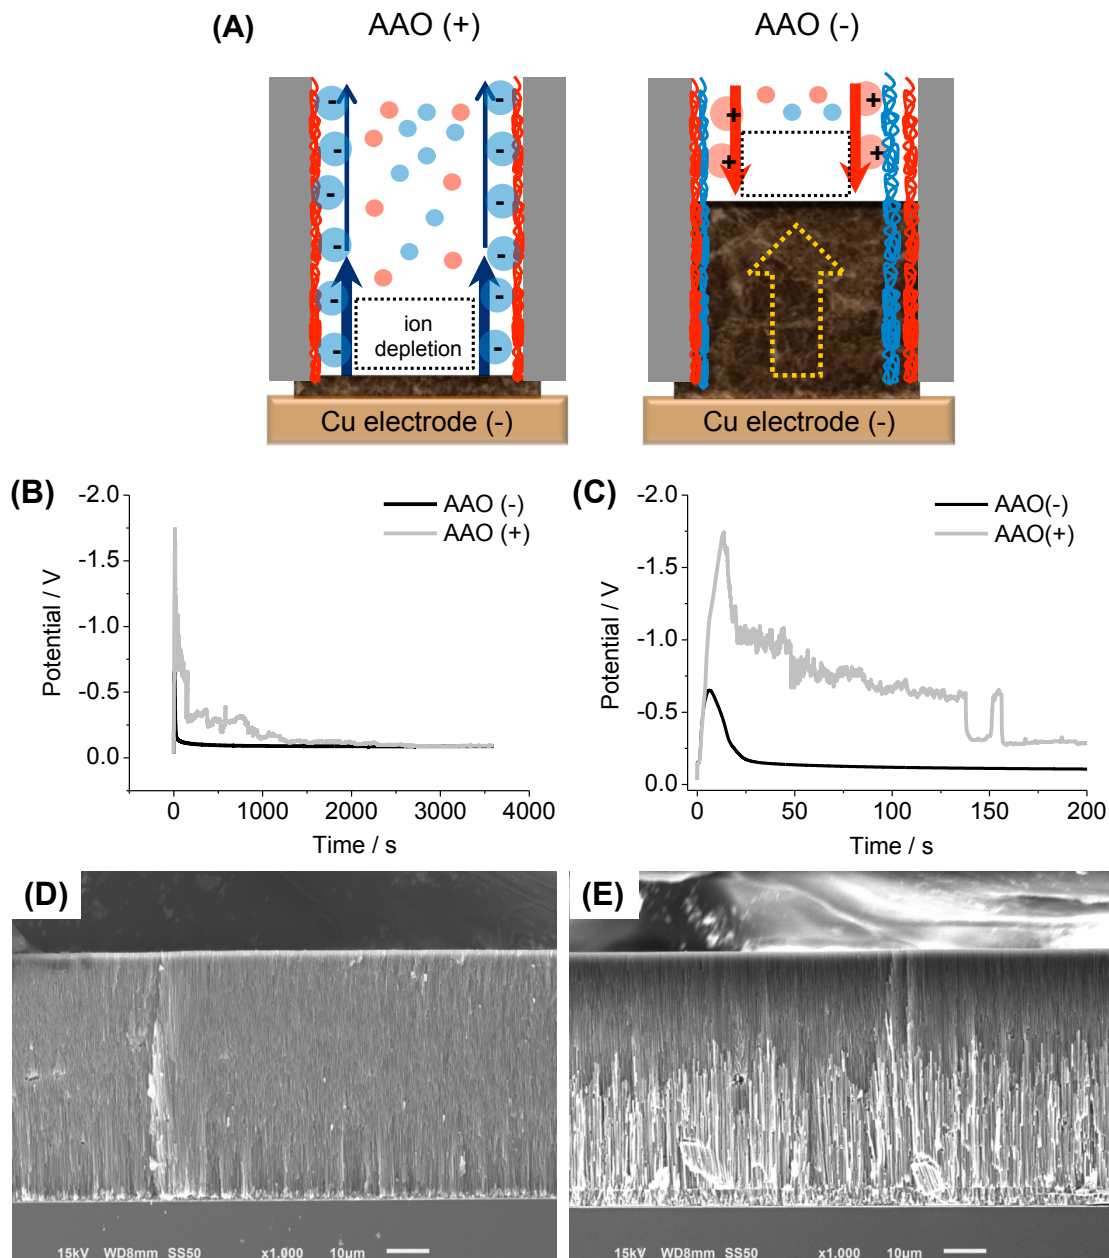 (A)
AAO (+)
AAO (-)
- -
- -
- -
- -
- -
- -
+ +
+ +
ion
depletion
Cu electrode (-)
Cu electrode (-)
(B)
-2.0
-1.5
-1.0
-0.5
0.0
Potential / V
AAO (-)
AAO (+)
0 1000 2000 3000 4000
Time / s
(C)
-2.0
-1.5
-1.0
-0.5
0.0
Potential / V
AAO(-)
AAO(+)
0 50 100 150 200
Time / s
(D)
15kV WD8mm SS50 x1,000 10µm
(E)
15kV WD8mm SS50 x1,000 10µm